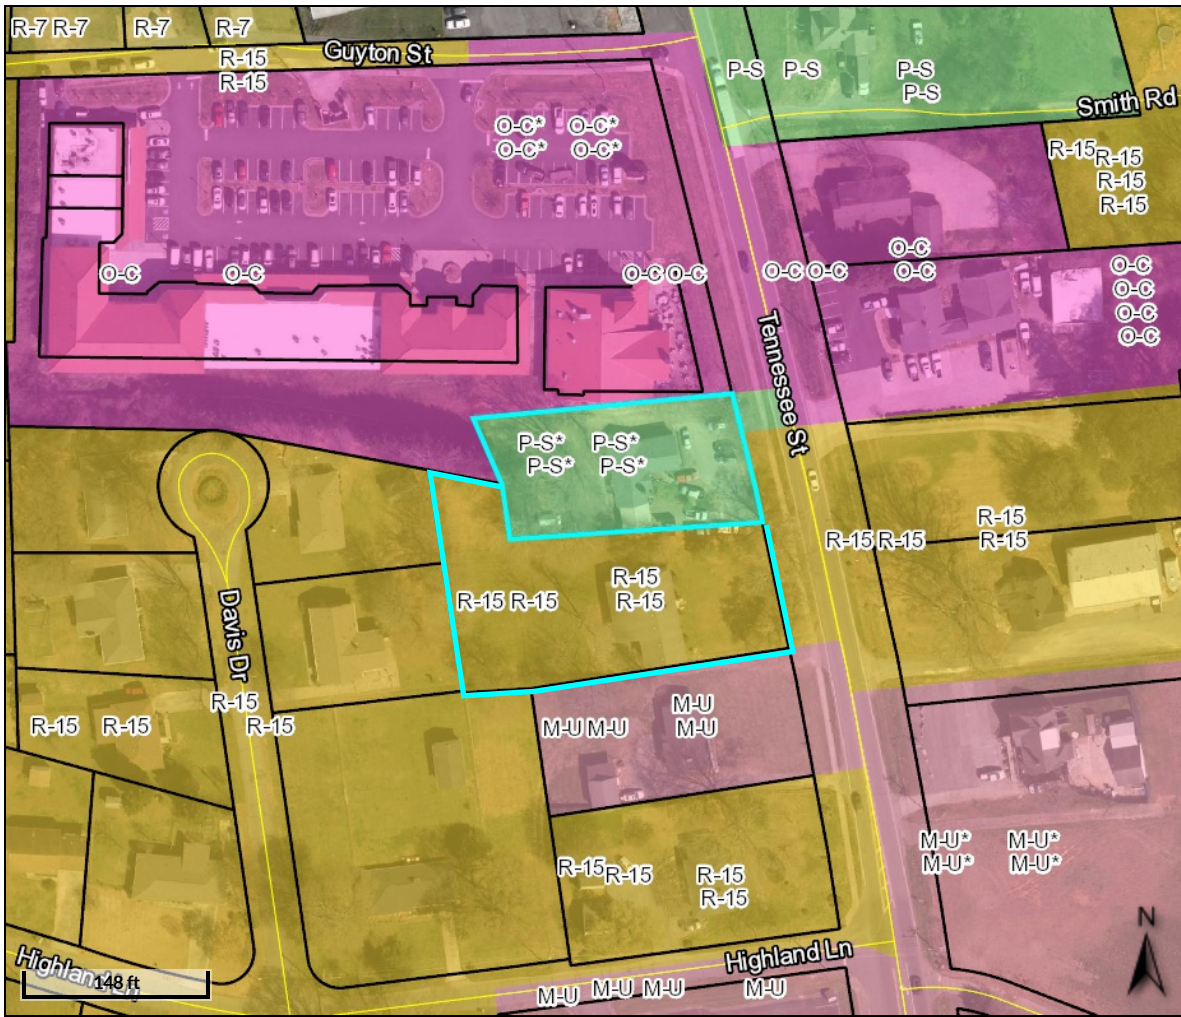 R-7 R-7 R-7 R-7
Guyton St
R-15
R-15
P-S P-S P-S
P-S
Smith Rd
O-C* O-C*
O-C* O-C*
R-15 R-15
R-15
R-15
O-C O-C O-C O-C O-C O-C O-C
O-C
O-C
O-C
O-C
O-C
Tennessee St
P-S* P-S*
P-S* P-S*
R-15 R-15 R-15
R-15
R-15 R-15 R-15
R-15
Davis Dr
R-15 R-15 R-15
R-15
M-U M-U M-U
M-U
M-U* M-U*
M-U* M-U*
R-15 R-15 R-15
R-15
Highland Ln
Highland Ln
148 ft
M-U M-U M-U M-U
N